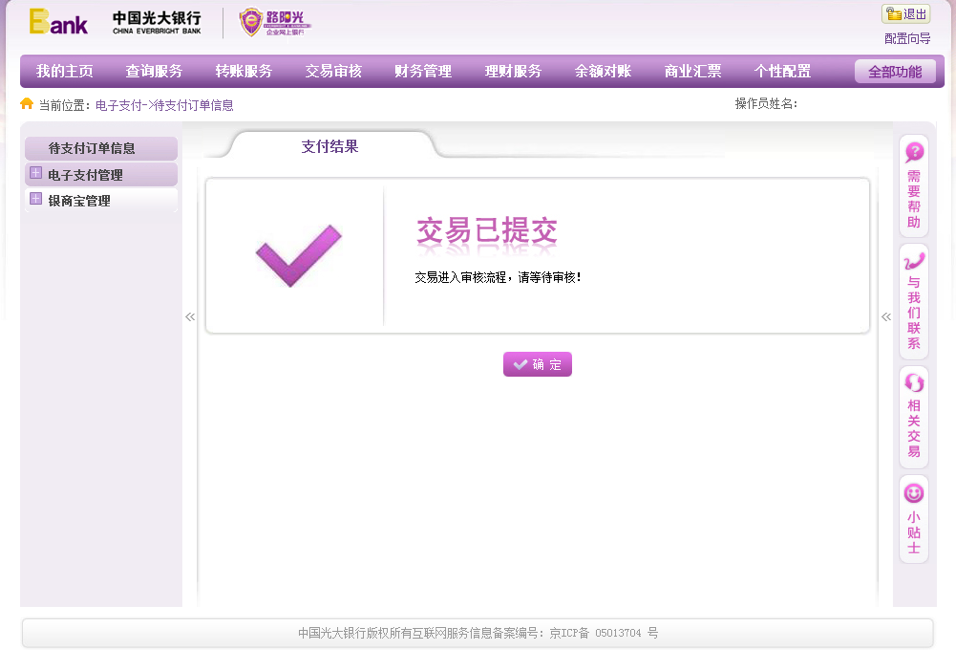 Bank 中国光大银行 路阳光
CHINA EVERBRIGHT BANK 企业网上银行
退出
配置向导
我的主页 查询服务 转账服务 交易审核 财务管理 理财服务 余额对账 商业汇票 个性配置 全部功能
当前位置：电子支付->待支付订单信息 操作员姓名：
待支付订单信息
电子支付管理
银商宝管理
支付结果
交易已提交
交易进入审核流程，请等待审核！
确 定
需要帮助
与我们联系
相关交易
小贴士
中国光大银行版权所有互联网服务信息备案编号：京ICP备 05013704 号